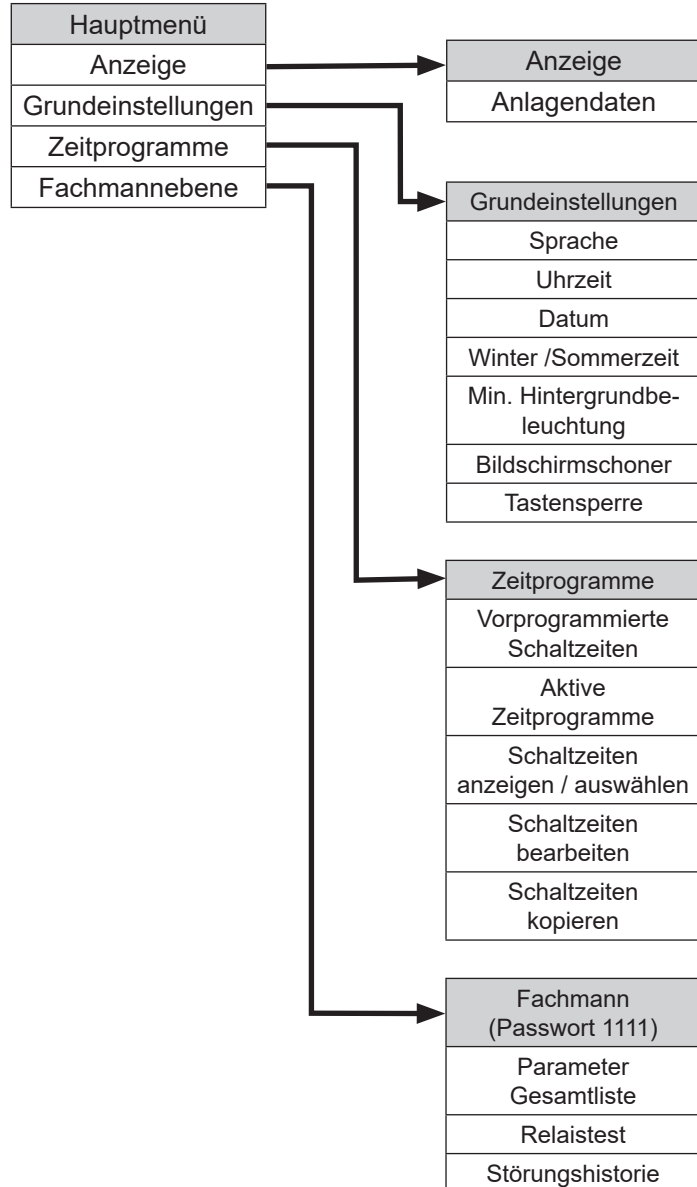 Hauptmenü
Anzeige
Grundeinstellungen
Zeitprogramme
Fachmannebene
Anzeige
Anlagendaten
Grundeinstellungen
Sprache
Uhrzeit
Datum
Winter /Sommerzeit
Min. Hintergrundbe-
leuchtung
Bildschirmschoner
Tastensperre
Zeitprogramme
Vorprogrammierte
Schaltzeiten
Aktive
Zeitprogramme
Schaltzeiten
anzeigen / auswählen
Schaltzeiten
bearbeiten
Schaltzeiten
kopieren
Fachmann
(Passwort 1111)
Parameter
Gesamtliste
Relaistest
Störungshistorie